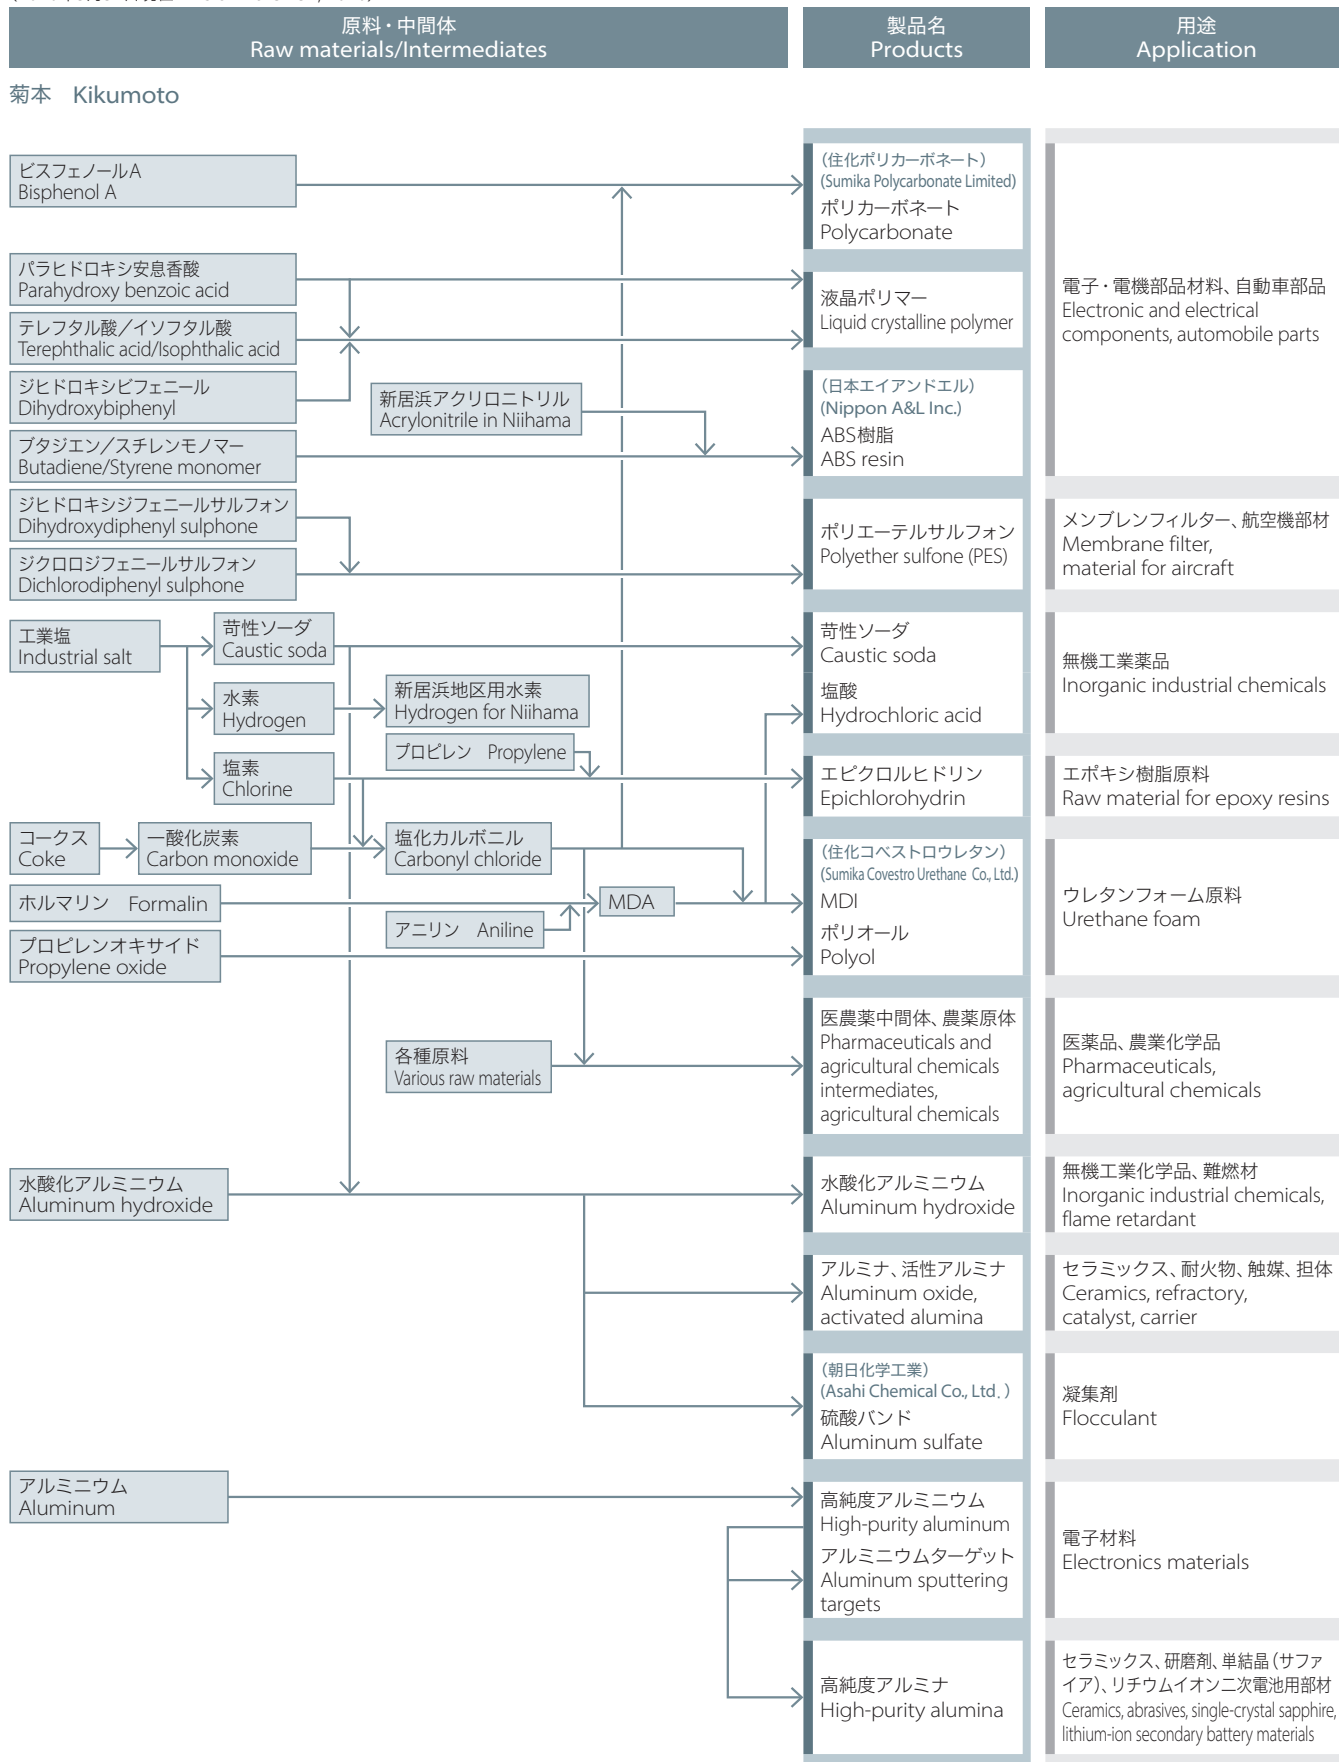 原料・中間体
Raw materials/Intermediates
製品名
Products
用途
Application
菊本 Kikumoto
ビスフェノールA
Bisphenol A
パラヒドロキシ安息香酸
Parahydroxy benzoic acid
テレフタル酸／イソフタル酸
Terephthalic acid/Isophthalic acid
ジヒドロキシビフェニール
Dihydroxybiphenyl
新居浜アクリロニトリル
Acrylonitrile in Niihama
ブタジエン／スチレンモノマー
Butadiene/Styrene monomer
ジヒドロキシジフェニールサルフォン
Dihydroxydiphenyl sulphone
ジクロロジフェニールサルフォン
Dichlorodiphenyl sulphone
工業塩
Industrial salt
苛性ソーダ
Caustic soda
水素
Hydrogen
新居浜地区用水素
Hydrogen for Niihama
プロピレン Propylene
塩素
Chlorine
コークス
Coke
一酸化炭素
Carbon monoxide
塩化カルボニル
Carbonyl chloride
ホルマリン Formalin
MDA
アニリン Aniline
プロピレンオキサイド
Propylene oxide
各種原料
Various raw materials
水酸化アルミニウム
Aluminum hydroxide
アルミニウム
Aluminum
（住化ポリカーボネート）
(Sumika Polycarbonate Limited)
ポリカーボネート
Polycarbonate
液晶ポリマー
Liquid crystalline polymer
（日本エイアンドエル）
(Nippon A&L Inc.)
ABS樹脂
ABS resin
ポリエーテルサルフォン
Polyether sulfone (PES)
苛性ソーダ
Caustic soda
塩酸
Hydrochloric acid
エピクロルヒドリン
Epichlorohydrin
（住化コベストロウレタン）
(Sumika Covestro Urethane Co., Ltd.)
MDI
ポリオール
Polyol
医農薬中間体、農薬原体
Pharmaceuticals and
agricultural chemicals
intermediates,
agricultural chemicals
水酸化アルミニウム
Aluminum hydroxide
アルミナ、活性アルミナ
Aluminum oxide,
activated alumina
（朝日化学工業）
(Asahi Chemical Co., Ltd. )
硫酸バンド
Aluminum sulfate
高純度アルミニウム
High-purity aluminum
アルミニウムターゲット
Aluminum sputtering
targets
高純度アルミナ
High-purity alumina
電子・電機部品材料、自動車部品
Electronic and electrical
components, automobile parts
メンブレンフィルター、航空機部材
Membrane filter,
material for aircraft
無機工業薬品
Inorganic industrial chemicals
エポキシ樹脂原料
Raw material for epoxy resins
ウレタンフォーム原料
Urethane foam
医薬品、農業化学品
Pharmaceuticals,
agricultural chemicals
無機工業化学品、難燃材
Inorganic industrial chemicals,
flame retardant
セラミックス、耐火物、触媒、担体
Ceramics, refractory,
catalyst, carrier
凝集剤
Flocculant
電子材料
Electronics materials
セラミックス、研磨剤、単結晶（サファ
イア）、リチウムイオン二次電池用部材
Ceramics, abrasives, single-crystal sapphire,
lithium-ion secondary battery materials